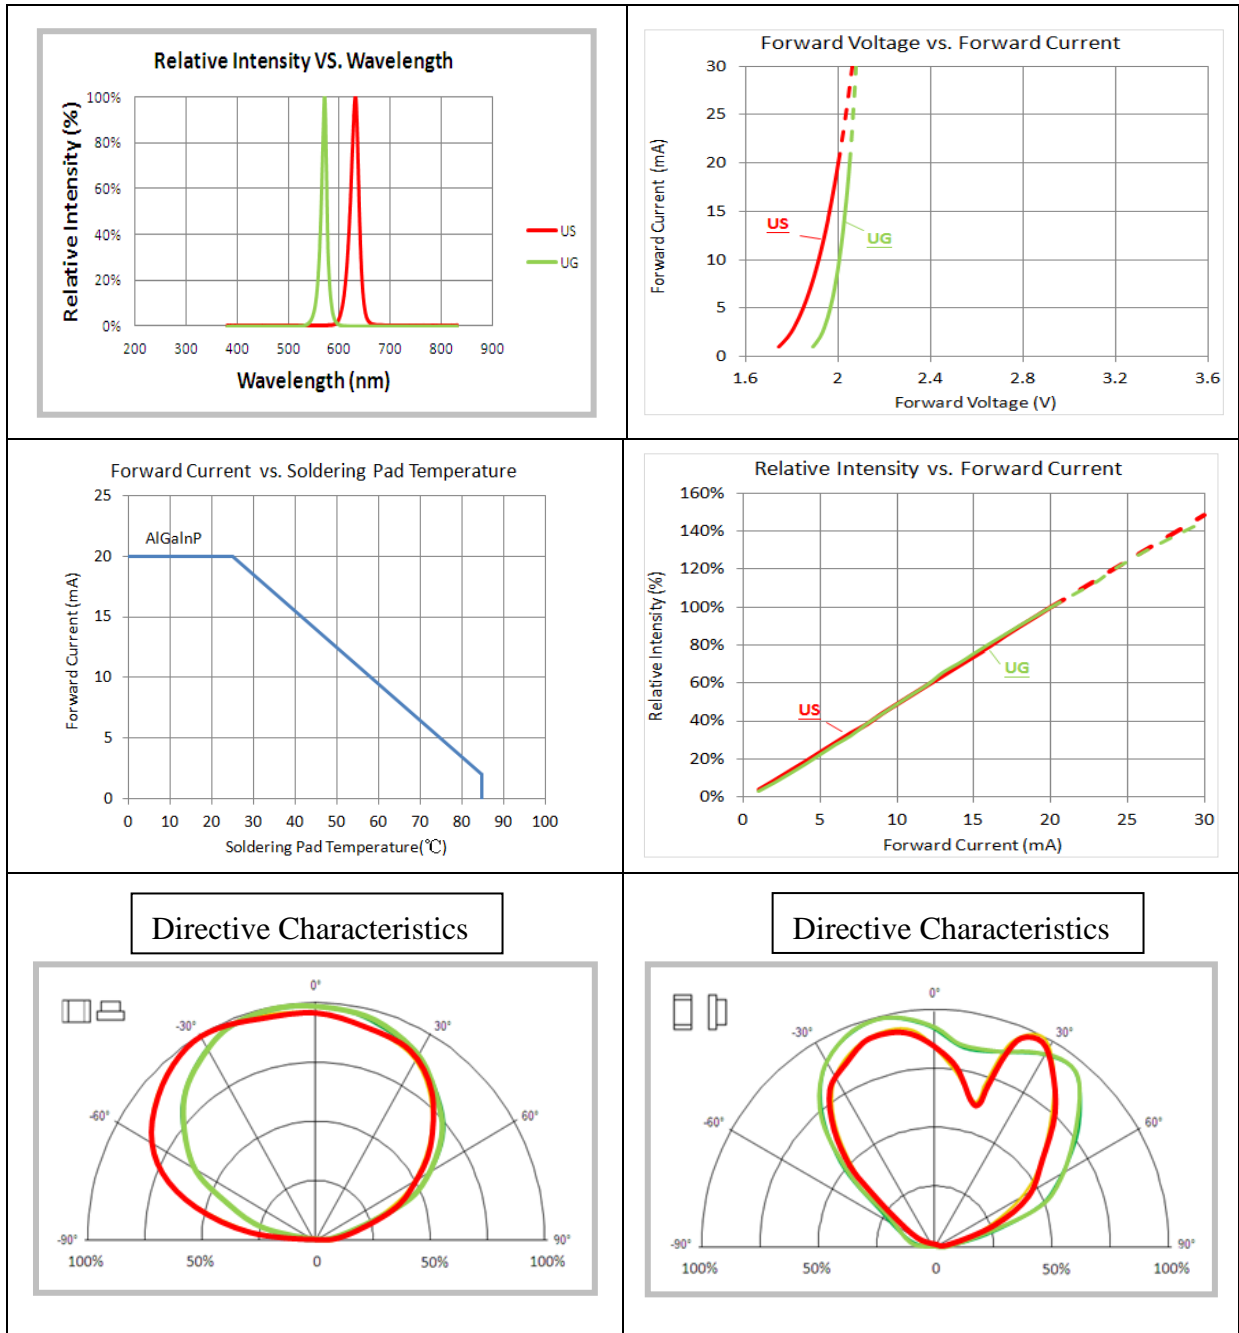 Relative Intensity VS. Wavelength
Relative Intensity (%)
100%
80%
60%
40%
20%
0%
200 300 400 500 600 700 800 900
Wavelength (nm)
US
UG
Forward Voltage vs. Forward Current
Forward Current (mA)
30
25
20
15
10
5
0
US
UG
1.6 2 2.4 2.8 3.2 3.6
Forward Voltage (V)
Forward Current vs. Soldering Pad Temperature
Forward Current (mA)
25
20
15
10
5
0
AlGaInP
0 10 20 30 40 50 60 70 80 90 100
Soldering Pad Temperature(℃)
Relative Intensity vs. Forward Current
Relative Intensity (%)
160%
140%
120%
100%
80%
60%
40%
20%
0%
US
UG
0 5 10 15 20 25 30
Forward Current (mA)
Directive Characteristics
0°
-30° 30°
-60° 60°
-90° 90°
100% 50% 0 50% 100%
Directive Characteristics
0°
-30° 30°
-60° 60°
-90° 90°
100% 50% 0 50% 100%